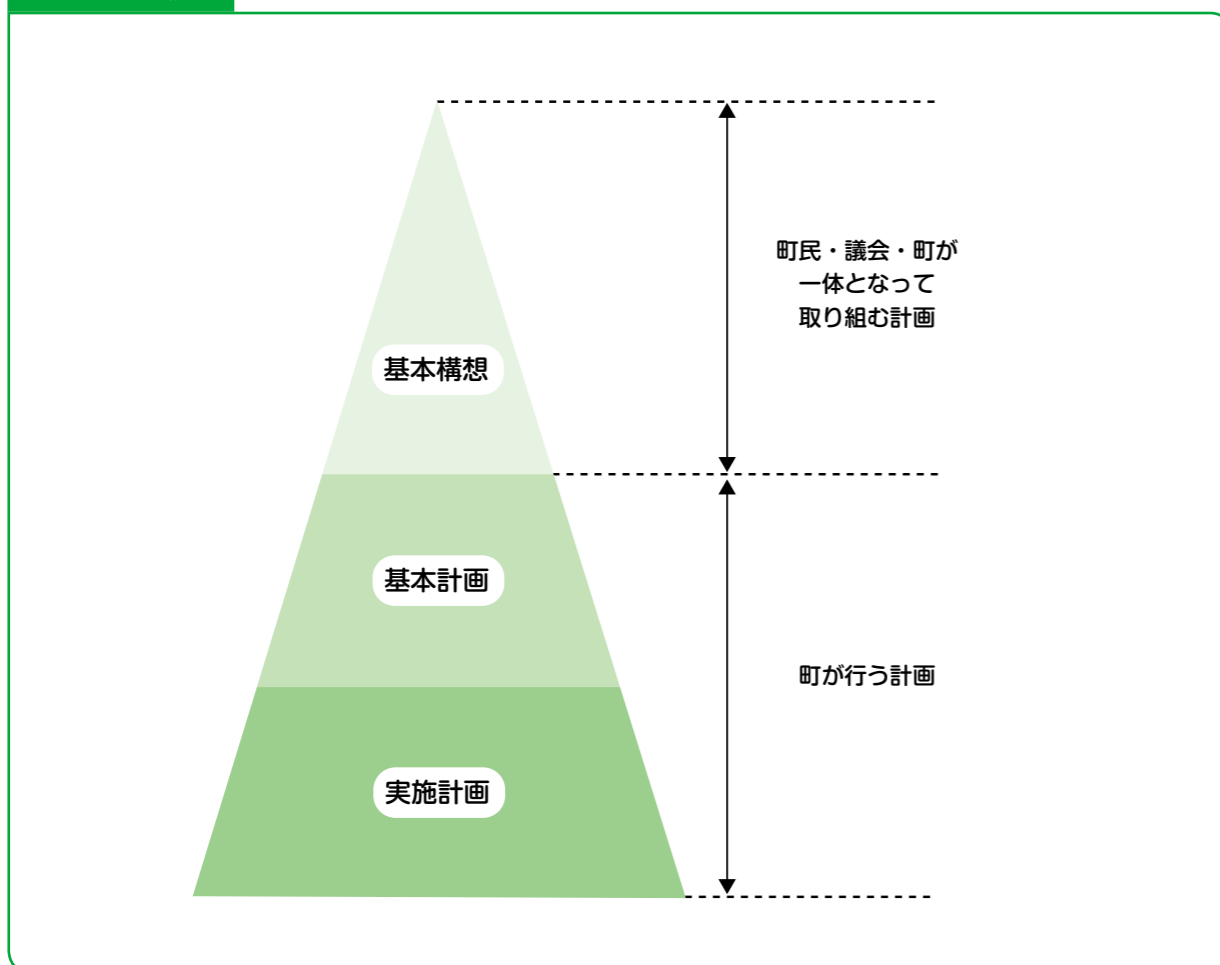 町民・議会・町が
一体となって
取り組む計画
基本構想
基本計画
町が行う計画
実施計画